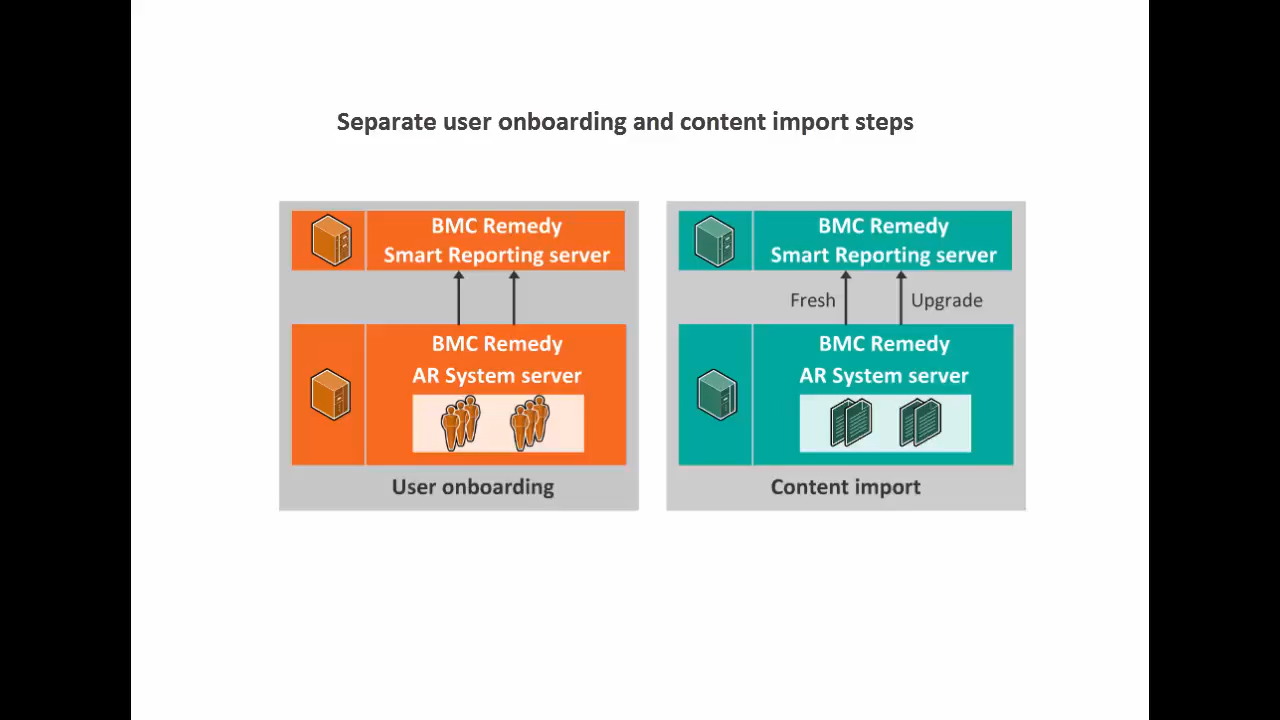 Separate user onboarding and content import steps
BMC Remedy
Smart Reporting server
BMC Remedy
AR System server
User onboarding
BMC Remedy
Smart Reporting server
Fresh
Upgrade
BMC Remedy
AR System server
Content import